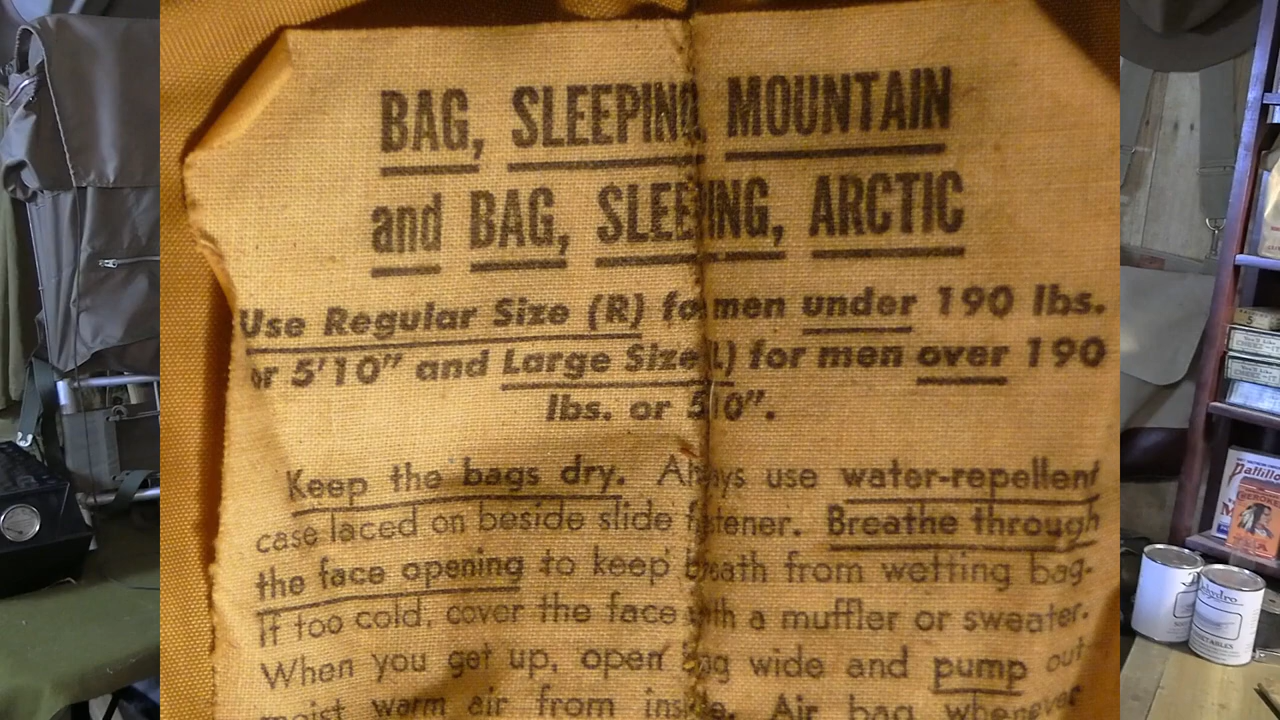 BAG, SLEEPING, MOUNTAIN
and BAG, SLEEPING, ARCTIC
Use Regular Size (R) for men under 190 lbs.
or 5'10" and Large Size (L) for men over 190
lbs. or 5'10".
Keep the bags dry. Always use water-repellent
case laced on beside slide fastener. Breathe through
the face opening to keep breath from wetting bag.
If too cold, cover the face with a muffler or sweater.
When you get up, open bag wide and pump out
moist warm air from inside. Air bag whenever
Pattillo
CHEROKEE